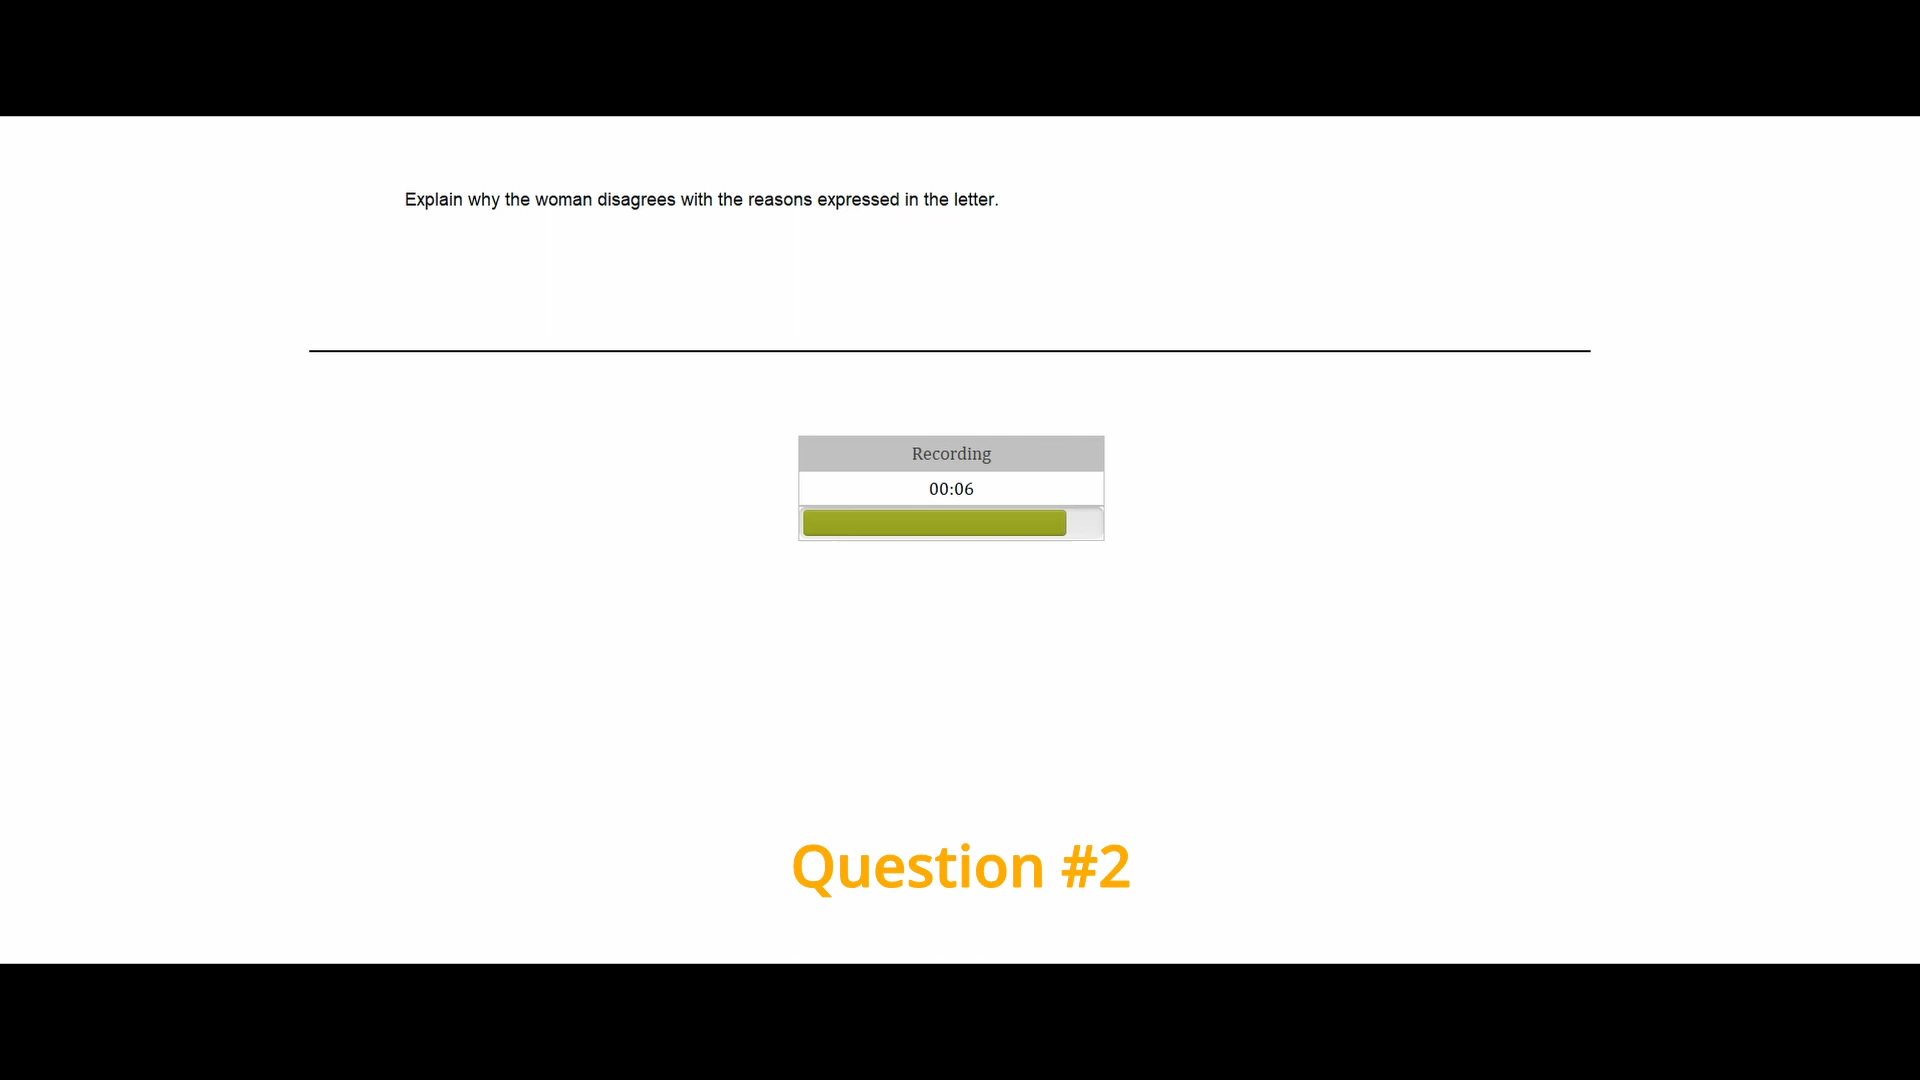 Explain why the woman disagrees with the reasons expressed in the letter.
Recording
00:06
Question #2